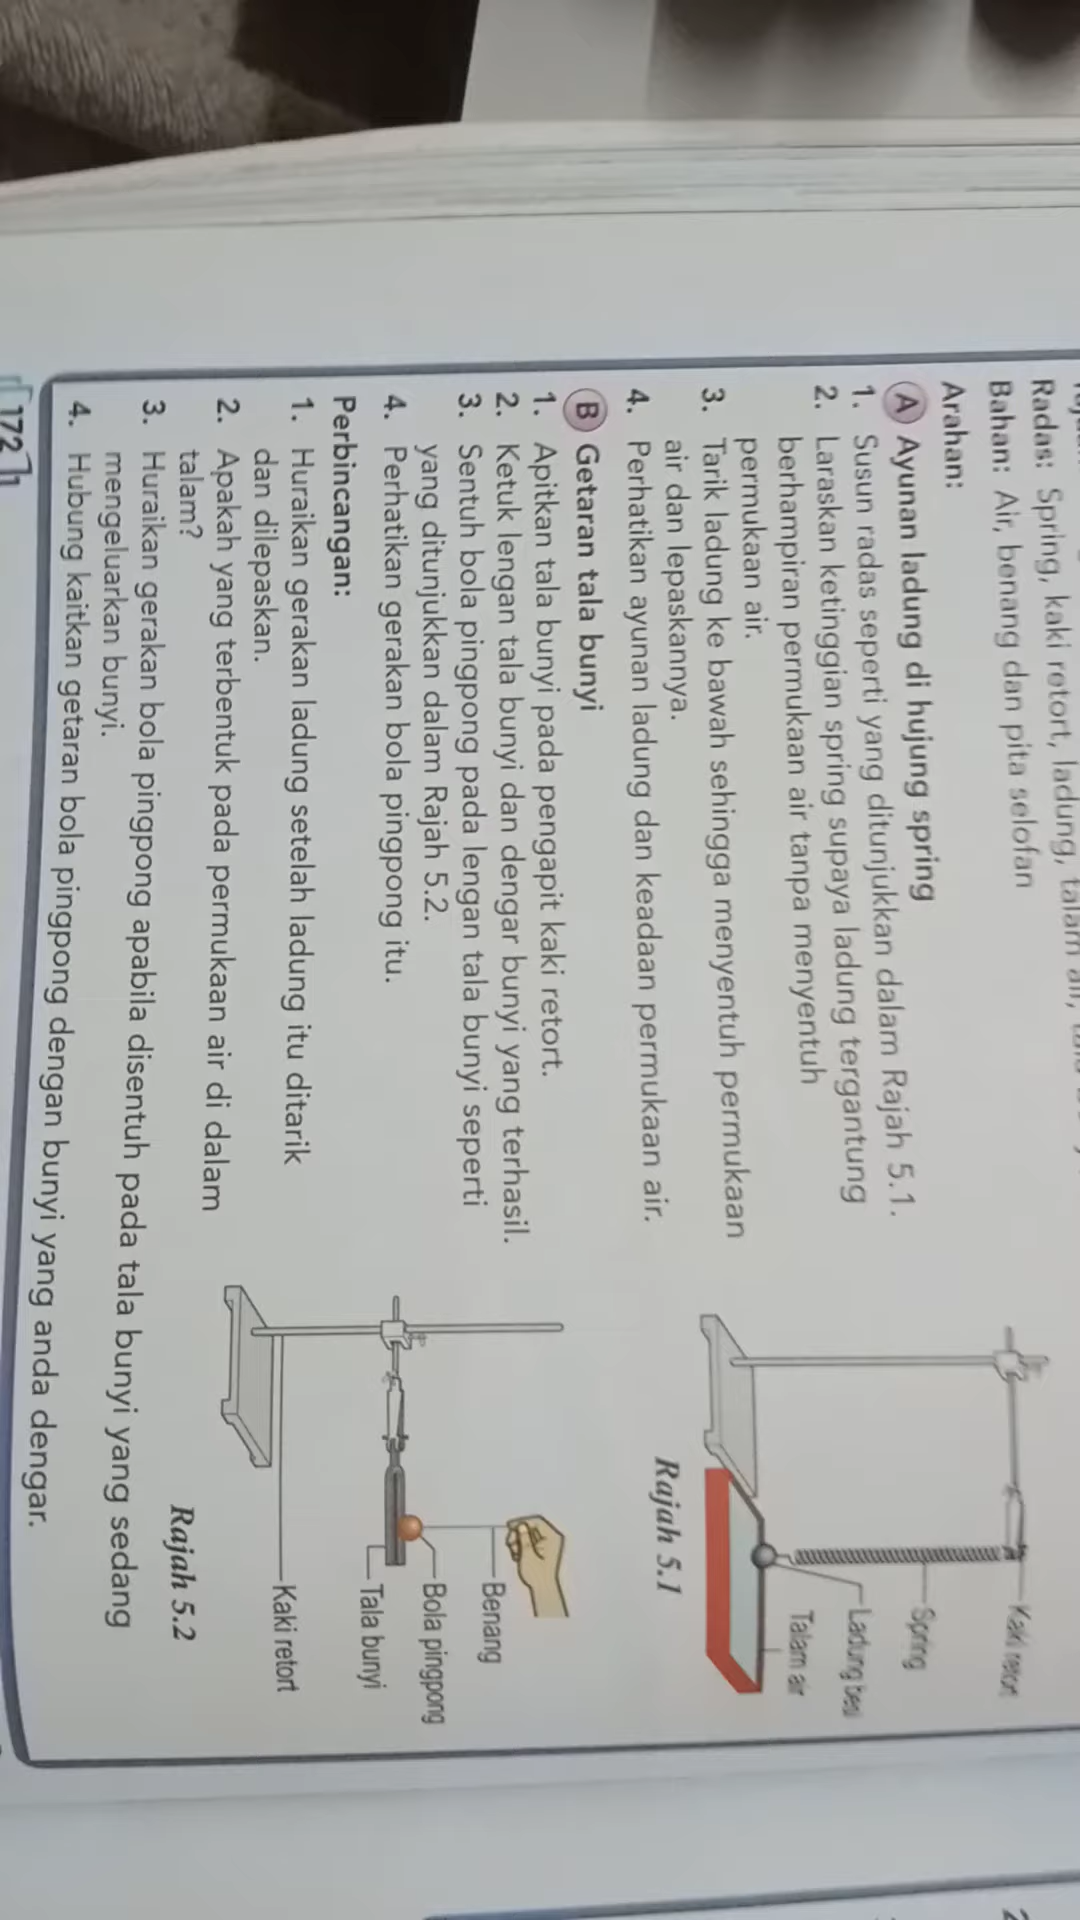 Radas: Spring, kaki retort, ladung, talam air,
Bahan: Air, benang dan pita selofan
Arahan:
A Ayunan ladung di hujung spring
1. Susun radas seperti yang ditunjukkan dalam Rajah 5.1.
2. Laraskan ketinggian spring supaya ladung tergantung
berhampiran permukaan air tanpa menyentuh
permukaan air.
3. Tarik ladung ke bawah sehingga menyentuh permukaan
air dan lepaskannya.
4. Perhatikan ayunan ladung dan keadaan permukaan air.
Kaki retort
Spring
Ladung besi
Talam air
Rajah 5.1
B Getaran tala bunyi
1. Apitkan tala bunyi pada pengapit kaki retort.
2. Ketuk lengan tala bunyi dan dengar bunyi yang terhasil.
3. Sentuh bola pingpong pada lengan tala bunyi seperti
yang ditunjukkan dalam Rajah 5.2.
4. Perhatikan gerakan bola pingpong itu.
Benang
Bola pingpong
Tala bunyi
Kaki retort
Rajah 5.2
Perbincangan:
1. Huraikan gerakan ladung setelah ladung itu ditarik
dan dilepaskan.
2. Apakah yang terbentuk pada permukaan air di dalam
talam?
3. Huraikan gerakan bola pingpong apabila disentuh pada tala bunyi yang sedang
mengeluarkan bunyi.
4. Hubung kaitkan getaran bola pingpong dengan bunyi yang anda dengar.
172